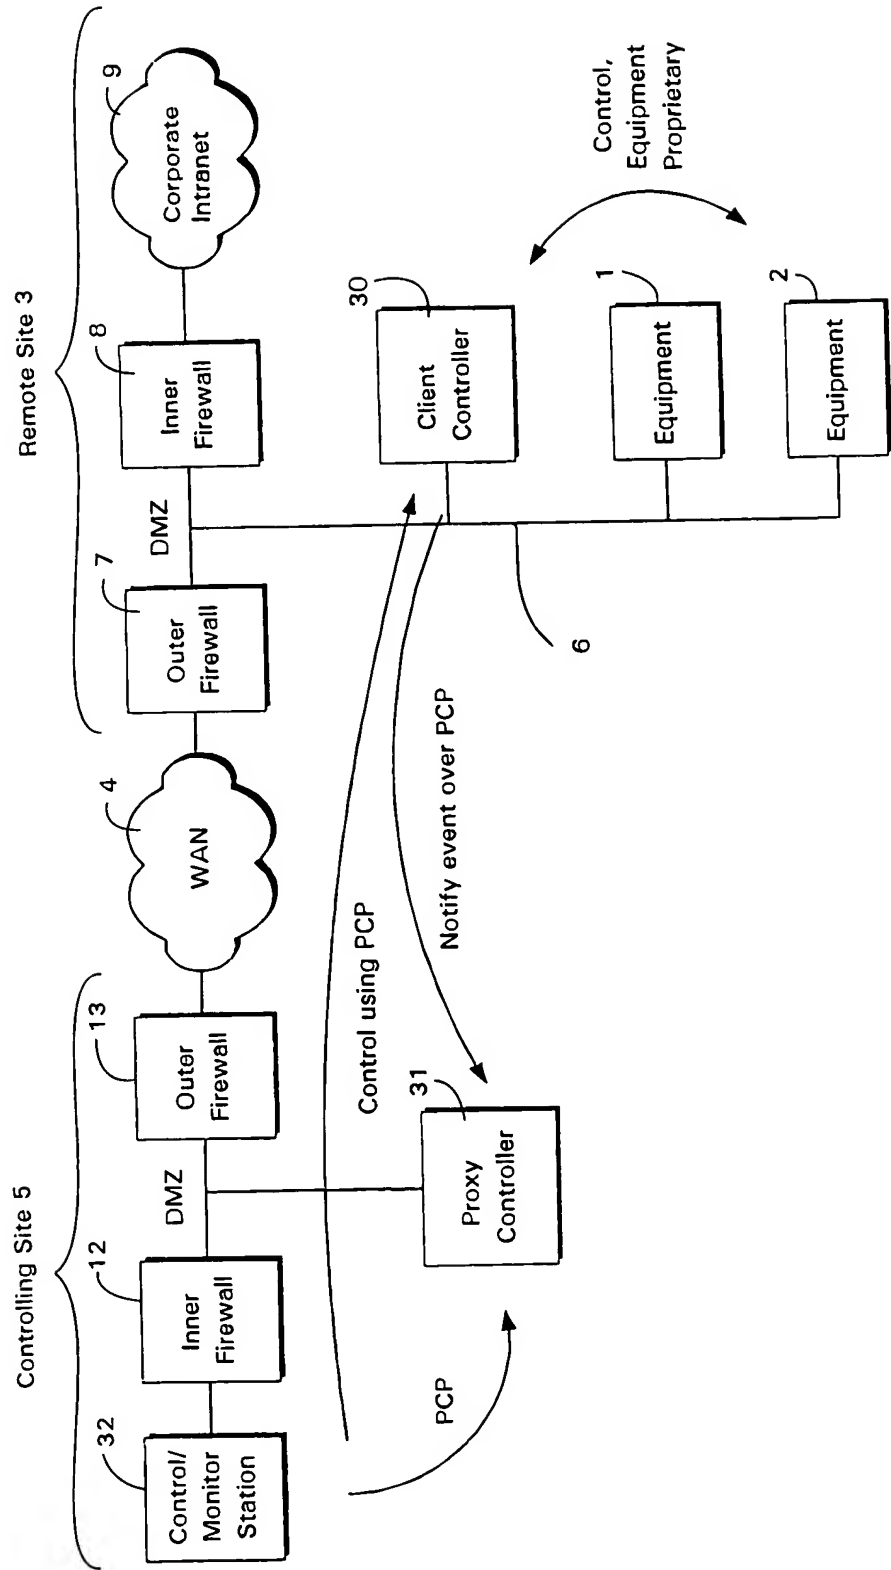 Controlling Site 5
Remote Site 3
32
Control/
Monitor
Station
12
Inner
Firewall
DMZ
13
Outer
Firewall
4
WAN
7
Outer
Firewall
DMZ
8
Inner
Firewall
9
Corporate
Intranet
PCP
31
Proxy
Controller
Control using PCP
Notify event over PCP
6
30
Client
Controller
1
Equipment
2
Equipment
Control,
Equipment
Proprietary